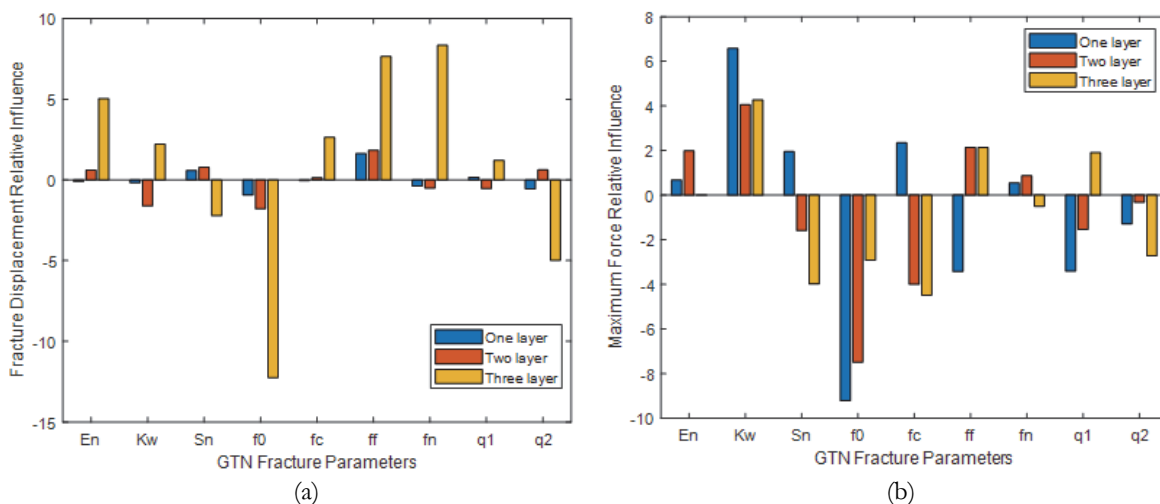 10
5
0
-5
-10
-15
Fracture Displacement Relative Influence
One layer
Two layer
Three layer
En Kw Sn f0 fc ff fn q1 q2
GTN Fracture Parameters
(a)
8
6
4
2
0
-2
-4
-6
-8
-10
Maximum Force Relative Influence
One layer
Two layer
Three layer
En Kw Sn f0 fc ff fn q1 q2
GTN Fracture Parameters
(b)